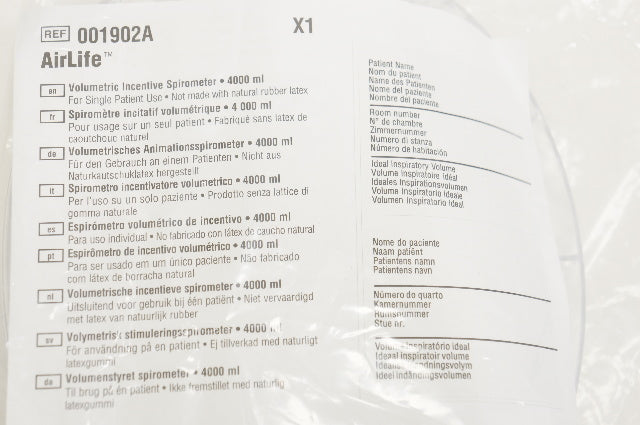 REF 001902A
X1
AirLife™
en Volumetric Incentive Spirometer • 4000 ml
For Single Patient Use • Not made with natural rubber latex
fr Spiromètre incitatif volumétrique • 4 000 ml
Pour usage sur un seul patient • Fabriqué sans latex de
caoutchouc naturel
de Volumetrisches Animationsspirometer • 4000 ml
Für den Gebrauch an einem Patienten • Nicht aus
Naturkautschuklatex hergestellt
it Spirometro incentivatore volumetrico • 4000 ml
Per l'uso su un solo paziente • Prodotto senza lattice di
gomma naturale
es Espirómetro volumétrico de incentivo • 4000 ml
Para uso individual • No fabricado con látex de caucho natural
pt Espirômetro de incentivo volumétrico • 4000 ml
Para ser usado em um único paciente • Não fabricado
com látex de borracha natural
nl Volumetrische incentieve spirometer • 4000 ml
Uitsluitend voor gebruik bij één patiënt • Niet vervaardigd
met latex van natuurlijk rubber
sv Volymetrisk stimuleringsspirometer • 4000 ml
För användning på en patient • Ej tillverkad med naturligt
latexgummi
da Volumenstyret spirometer • 4000 ml
Til brug på én patient • Ikke fremstillet med naturlig
latexgummi
Patient Name
Nom du patient
Name des Patienten
Nome del paziente
Nombre del paciente
Room number
N° de chambre
Zimmernummer
Numero di stanza
Número de habitación
Ideal Inspiratory Volume
Volume Inspiratoire Idéal
Ideales Inspirationsvolumen
Volume Inspiratorio Ideale
Volumen Inspiratorio Ideal
Nome do paciente
Naam patiënt
Patientens namn
Patientens navn
Número do quarto
Kamernummer
Rumsnummer
Stue nr.
Volume inspiratório ideal
Ideaal inspiratoir volume
Ideal inandningsvolym
Ideel indåndingsvolumen